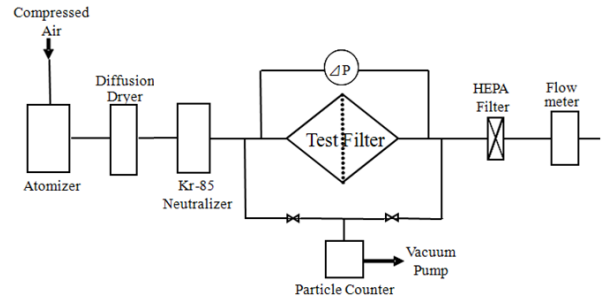 Compressed
Air
Diffusion
Dryer
⊿P
HEPA
Filter
Flow
meter
Test Filter
Atomizer
Kr-85
Neutralizer
Vacuum
Pump
Particle Counter